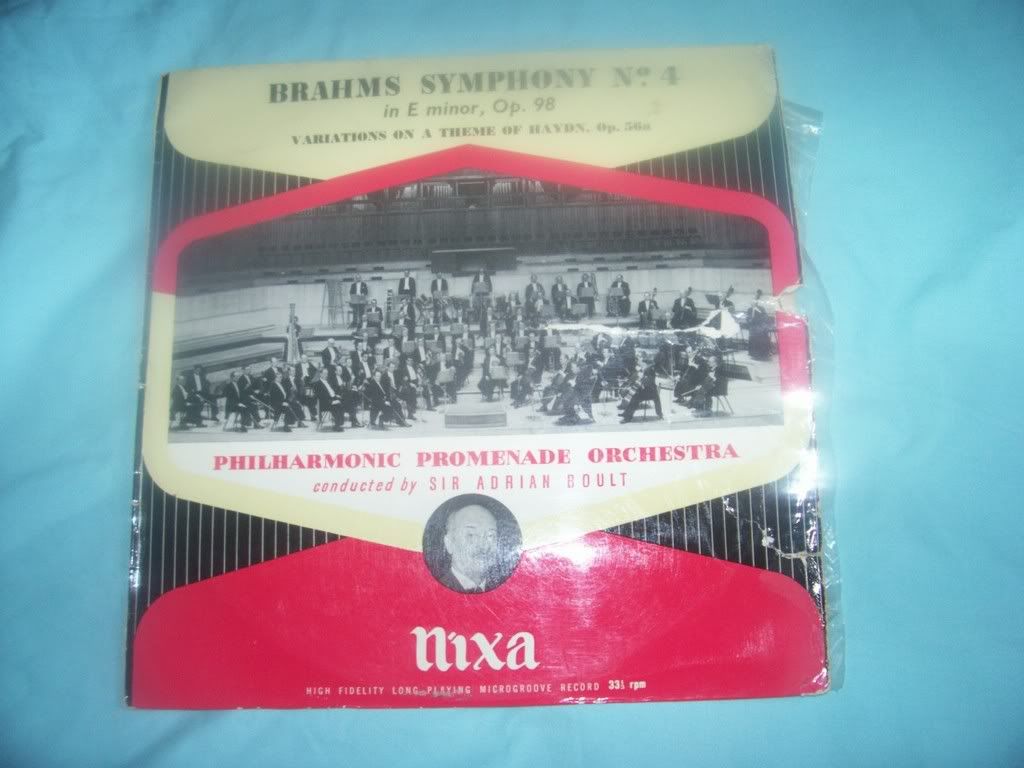 BRAHMS SYMPHONY Nº 4
in E minor, Op. 98
VARIATIONS ON A THEME OF HAYDN, Op. 56a
PHILHARMONIC PROMENADE ORCHESTRA
conducted by SIR ADRIAN BOULT
nixa
HIGH FIDELITY LONG-PLAYING MICROGROOVE RECORD 33⅓ rpm